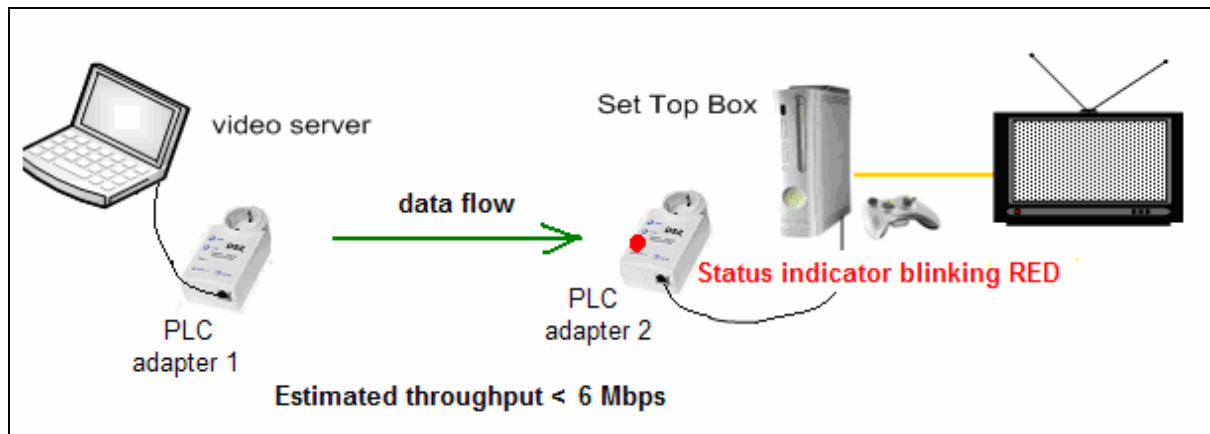 video server
Set Top Box
data flow
Status indicator blinking RED
PLC
adapter 1
PLC
adapter 2
Estimated throughput < 6 Mbps